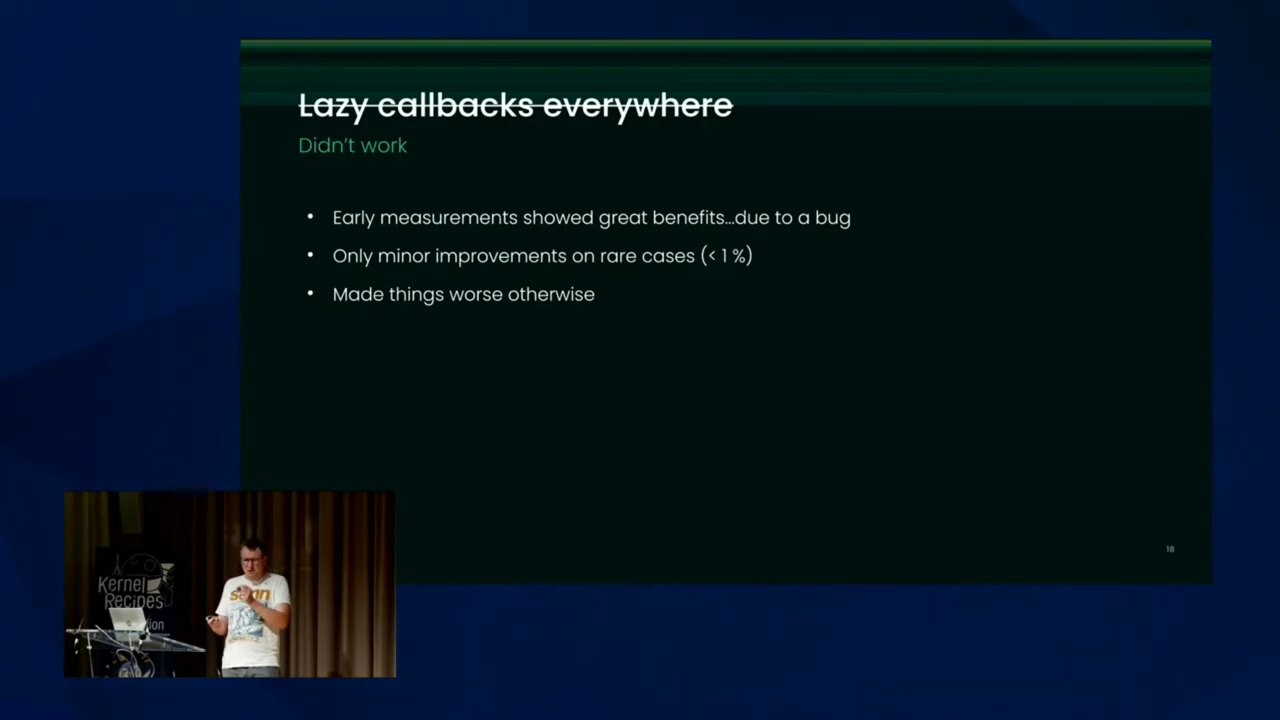 Lazy callbacks everywhere
Didn't work
• Early measurements showed great benefits...due to a bug
• Only minor improvements on rare cases (< 1 %)
• Made things worse otherwise
18
Kernel
Recipes